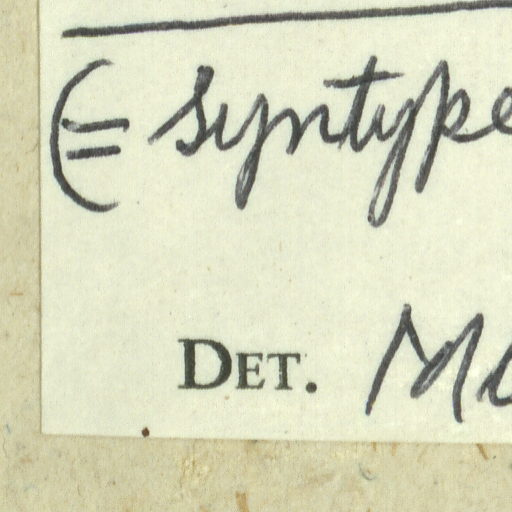 (= syntype
DET.